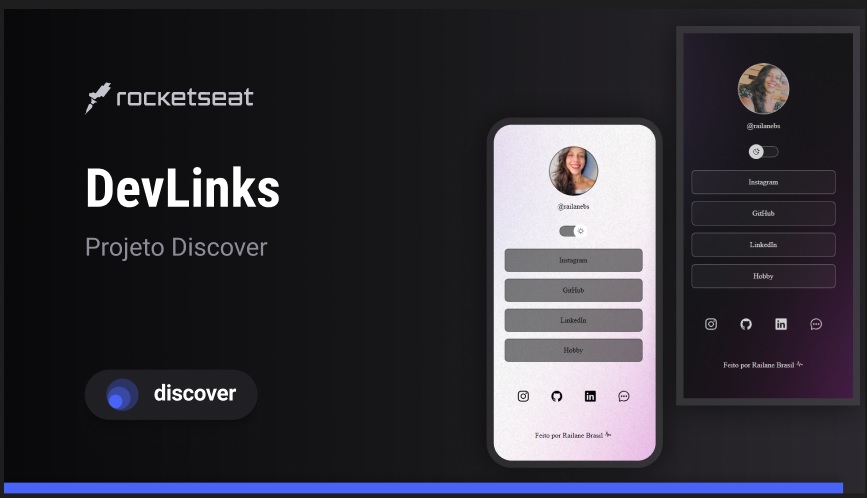 rocketseat
DevLinks
Projeto Discover
discover
@railanebs
Instagram
GitHub
LinkedIn
Hobby
Feito por Railane Brasil
@railanebs
Instagram
GitHub
LinkedIn
Hobby
Feito por Railane Brasil